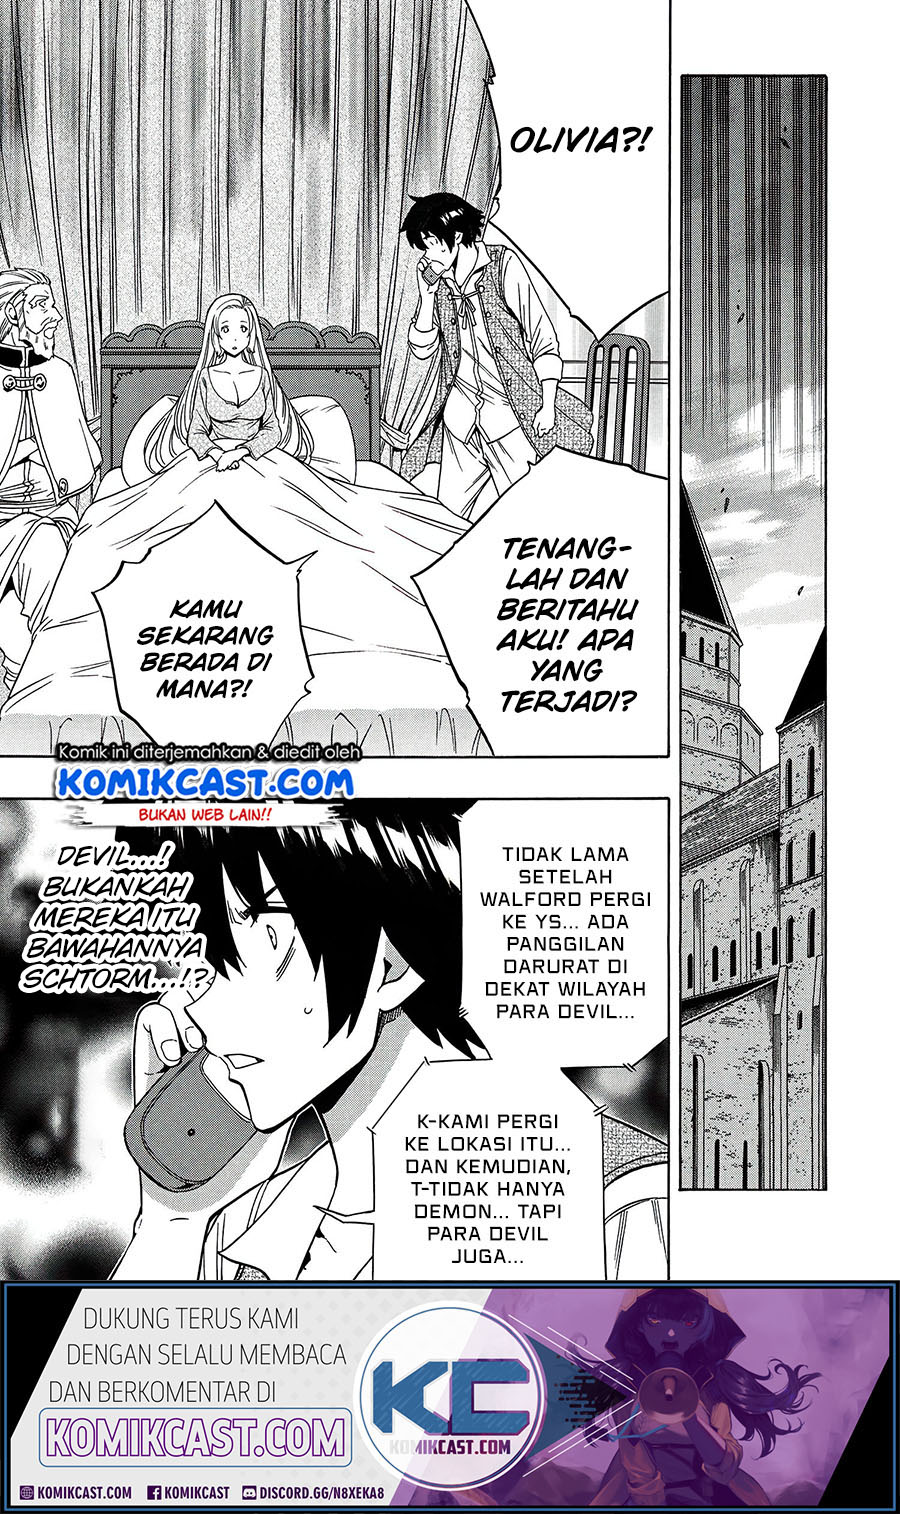 OLIVIA?!
TENANG-
LAH DAN
BERITAHU
AKU! APA
YANG
TERJADI?
KAMU
SEKARANG
BERADA DI
MANA?!
Komik ini diterjemahkan & diedit oleh
KOMIKCAST.COM
BUKAN WEB LAIN!!
TIDAK LAMA
SETELAH
WALFORD PERGI
KE YS... ADA
PANGGILAN
DARURAT DI
DEKAT WILAYAH
PARA DEVIL...
DEVIL...!
BUKANKAH
MEREKA ITU
BAWAHANNYA
SCHTORM...!?
K-KAMI PERGI
KE LOKASI ITU...
DAN KEMUDIAN,
T-TIDAK HANYA
DEMON... TAPI
PARA DEVIL
JUGA...
DUKUNG TERUS KAMI
DENGAN SELALU MEMBACA
DAN BERKOMENTAR DI
KOMIKCAST.COM
KC
KOMIKCAST.COM
KOMIKCAST.COM KOMIKCAST DISCORD.GG/N8XEKA8